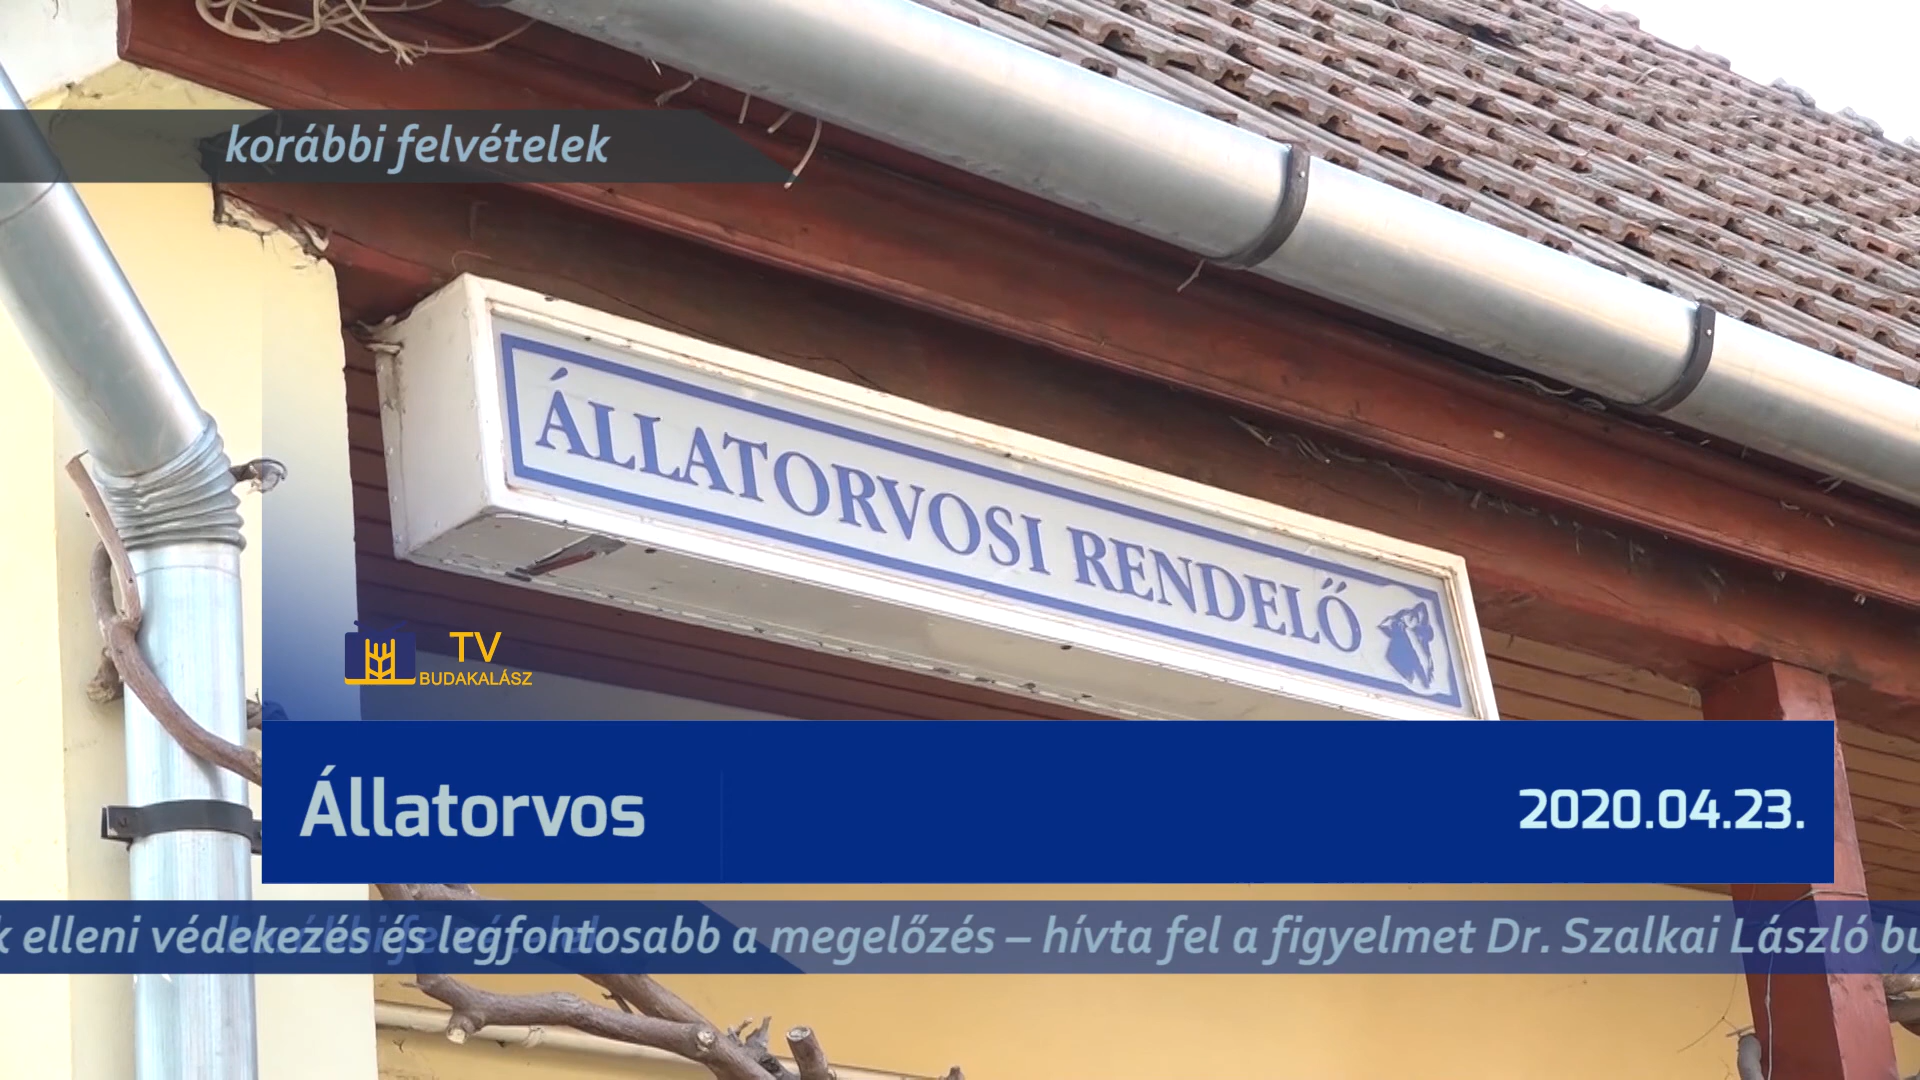 korábbi felvételek
ÁLLATORVOSI RENDELŐ
TV
BUDAKALÁSZ
Állatorvos
2020.04.23.
elleni védekezés és legfontosabb a megelőzés – hívta fel a figyelmet Dr. Szalkai László